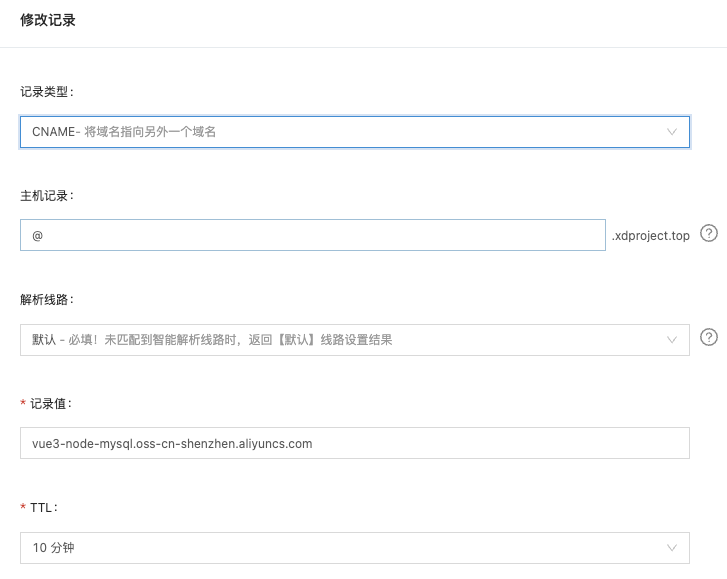 修改记录
记录类型：
CNAME- 将域名指向另外一个域名
主机记录：
@ .xdproject.top ?
解析线路：
默认 - 必填！未匹配到智能解析线路时，返回【默认】线路设置结果 ?
* 记录值：
vue3-node-mysql.oss-cn-shenzhen.aliyuncs.com
* TTL：
10 分钟